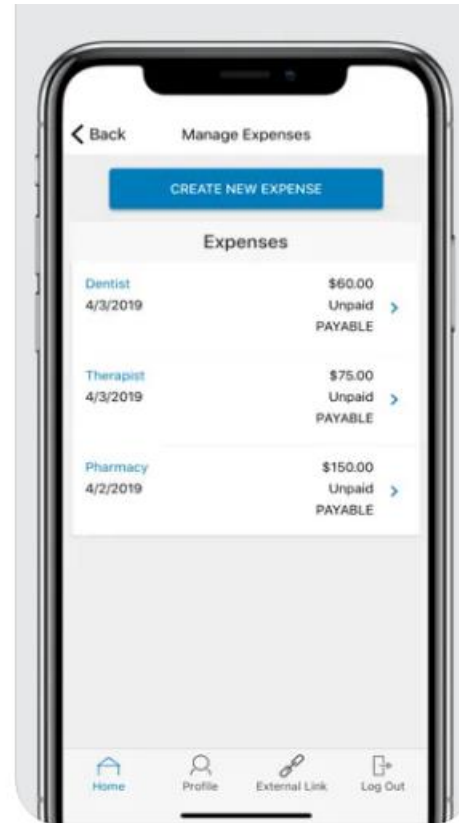 Back Manage Expenses
CREATE NEW EXPENSE
Expenses
Dentist $60.00
4/3/2019 Unpaid
PAYABLE
Therapist $75.00
4/3/2019 Unpaid
PAYABLE
Pharmacy $150.00
4/2/2019 Unpaid
PAYABLE
Home Profile External Link Log Out